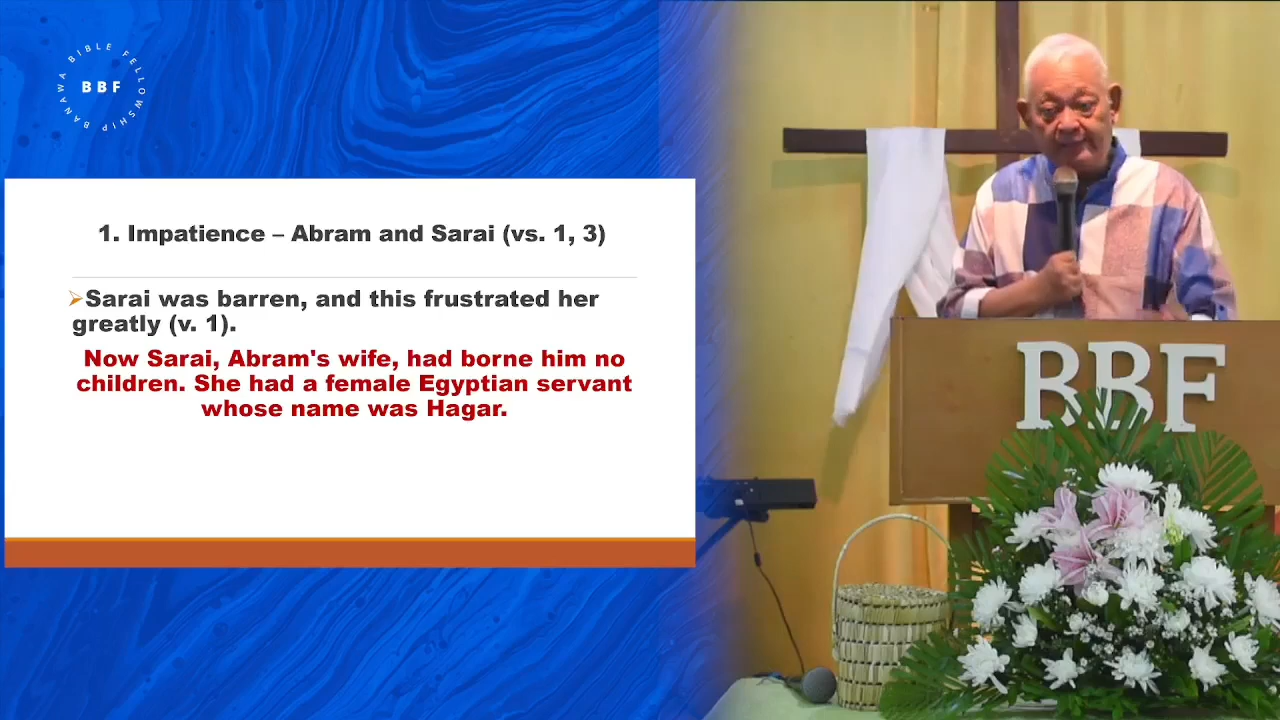 BANAWA BIBLE FELLOWSHIP
BBF
1. Impatience – Abram and Sarai (vs. 1, 3)
➢Sarai was barren, and this frustrated her
greatly (v. 1).
Now Sarai, Abram's wife, had borne him no
children. She had a female Egyptian servant
whose name was Hagar.
BBF